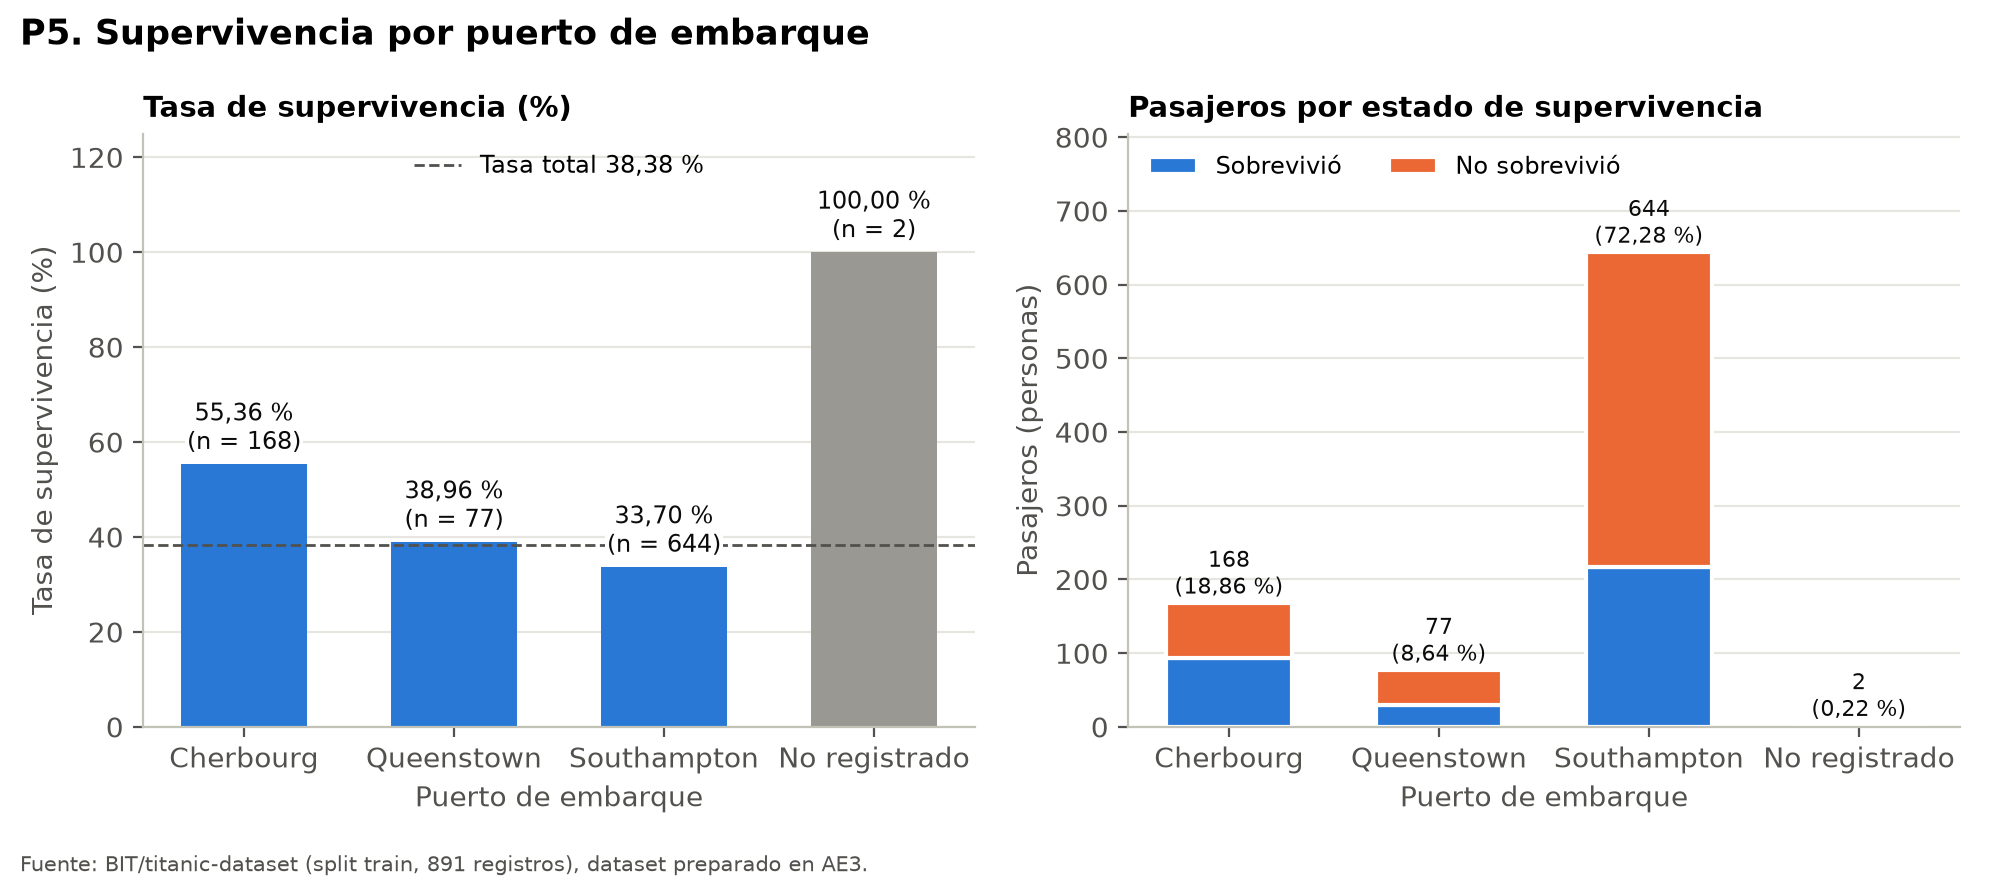 P5. Supervivencia por puerto de embarque
Tasa de supervivencia (%)
Tasa de supervivencia (%)
120
100
80
60
40
20
0
Tasa total 38,38 %
55,36 %
(n = 168)
38,96 %
(n = 77)
33,70 %
(n = 644)
100,00 %
(n = 2)
Cherbourg
Queenstown
Southampton
No registrado
Puerto de embarque
Pasajeros por estado de supervivencia
Pasajeros (personas)
800
700
600
500
400
300
200
100
0
Sobrevivió
No sobrevivió
168
(18,86 %)
77
(8,64 %)
644
(72,28 %)
2
(0,22 %)
Cherbourg
Queenstown
Southampton
No registrado
Puerto de embarque
Fuente: BIT/titanic-dataset (split train, 891 registros), dataset preparado en AE3.